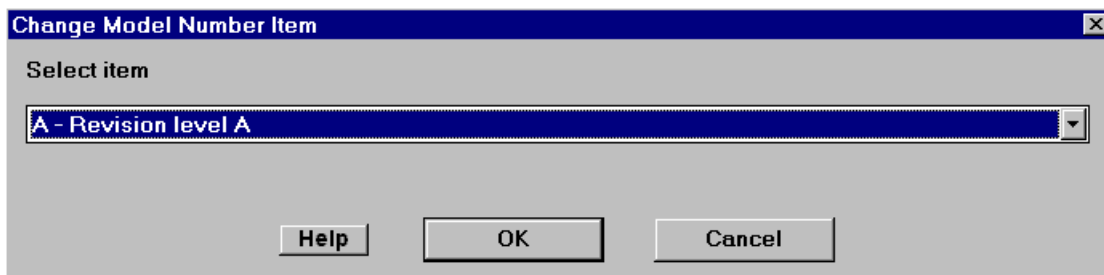 Change Model Number Item
Select item
A - Revision level A
Help OK Cancel